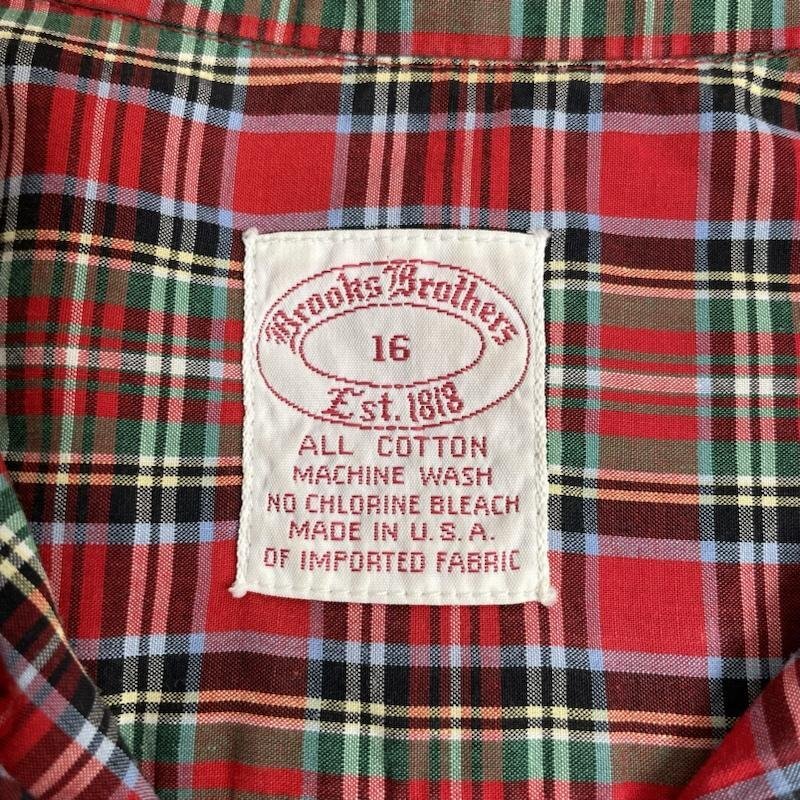 Brooks Brothers
16
Est. 1818
ALL COTTON
MACHINE WASH
NO CHLORINE BLEACH
MADE IN U.S.A.
OF IMPORTED FABRIC